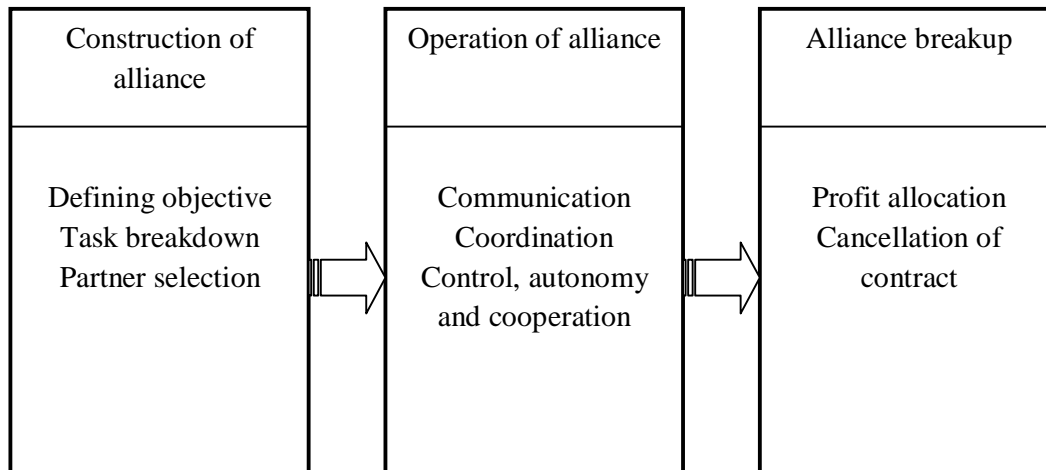 Construction of
alliance
Defining objective
Task breakdown
Partner selection
Operation of alliance
Communication
Coordination
Control, autonomy
and cooperation
Alliance breakup
Profit allocation
Cancellation of
contract